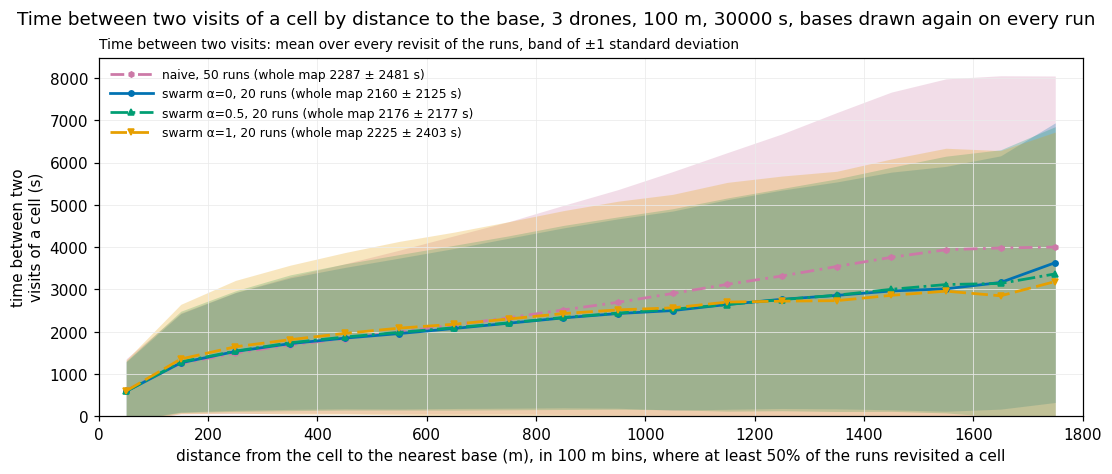 Time between two visits of a cell by distance to the base, 3 drones, 100 m, 30000 s, bases drawn again on every run
Time between two visits: mean over every revisit of the runs, band of ±1 standard deviation
naive, 50 runs (whole map 2287 ± 2481 s)
swarm α=0, 20 runs (whole map 2160 ± 2125 s)
swarm α=0.5, 20 runs (whole map 2176 ± 2177 s)
swarm α=1, 20 runs (whole map 2225 ± 2403 s)
time between two
visits of a cell (s)
8000
7000
6000
5000
4000
3000
2000
1000
0
0 200 400 600 800 1000 1200 1400 1600 1800
distance from the cell to the nearest base (m), in 100 m bins, where at least 50% of the runs revisited a cell